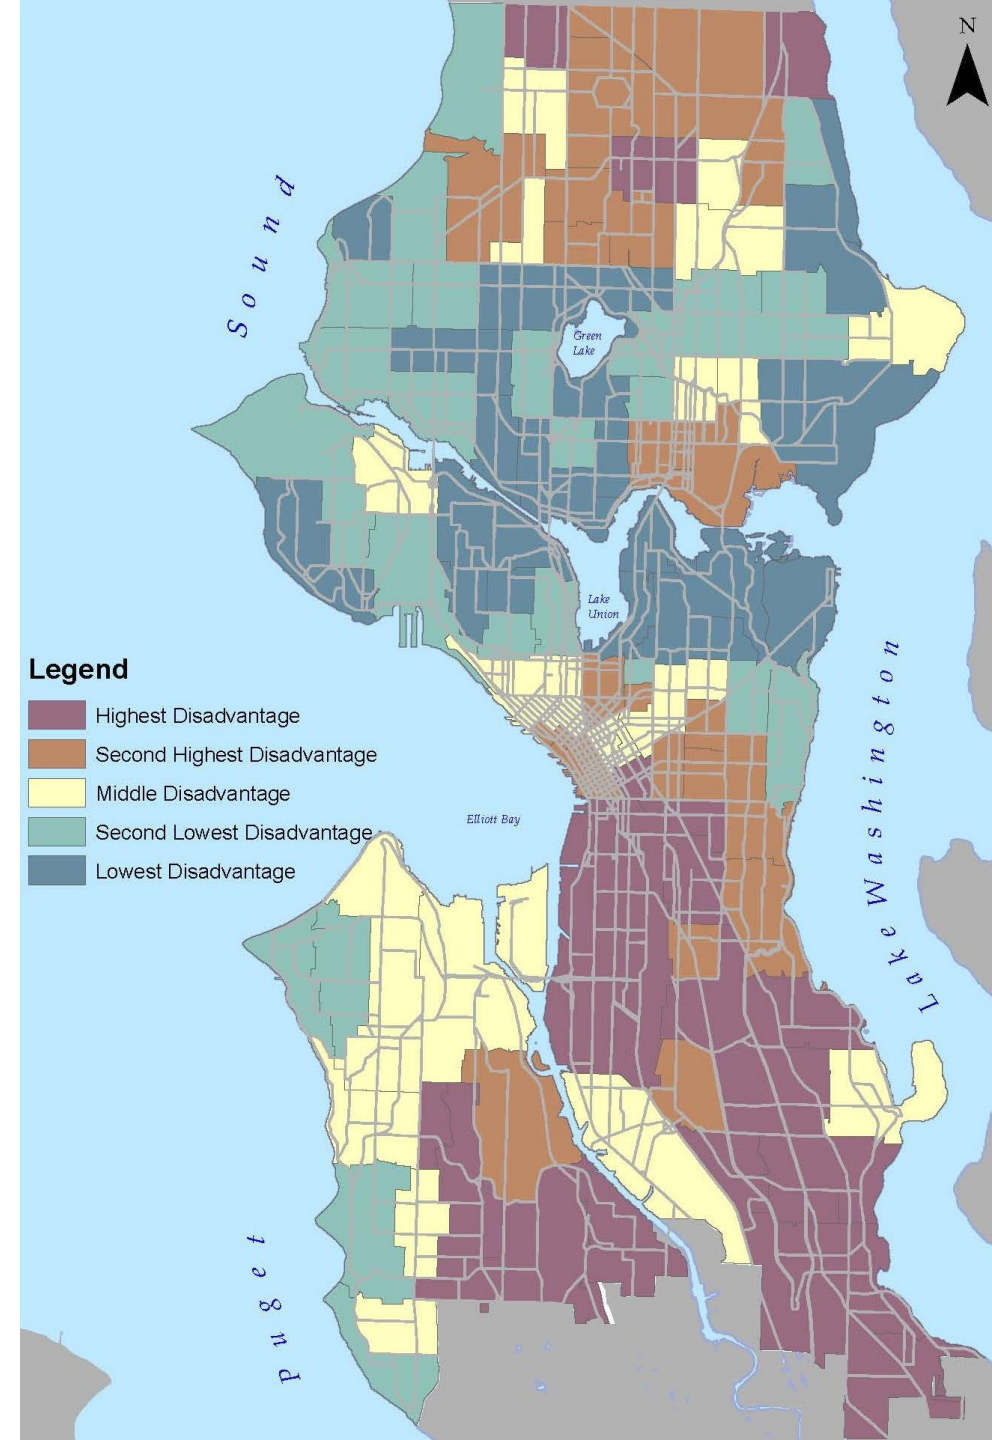 N
Sound
Green
Lake
Lake
Union
Legend
Highest Disadvantage
Second Highest Disadvantage
Middle Disadvantage
Second Lowest Disadvantage
Lowest Disadvantage
Elliott Bay
Lake Washington
Puget